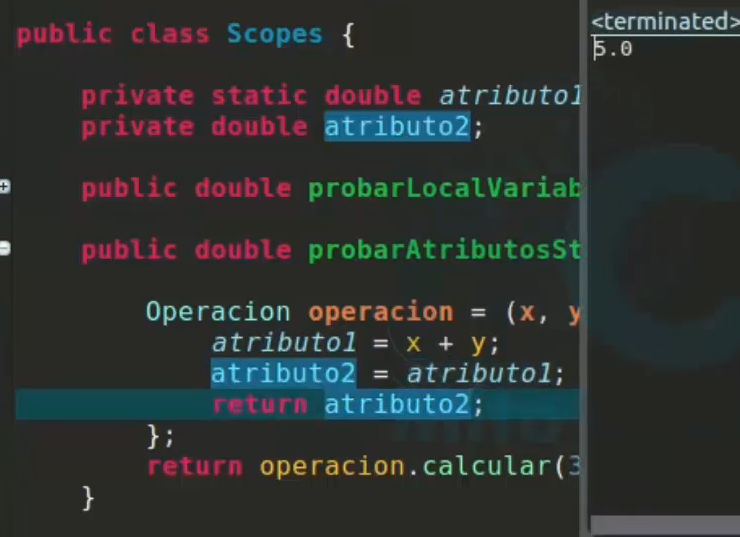 public class Scopes {
private static double atributo1
private double atributo2;
public double probarLocalVariab
public double probarAtributosSt
Operacion operacion = (x, y
atributo1 = x + y;
atributo2 = atributo1;
return atributo2;
};
return operacion.calcular(3
}
<terminated>
5.0